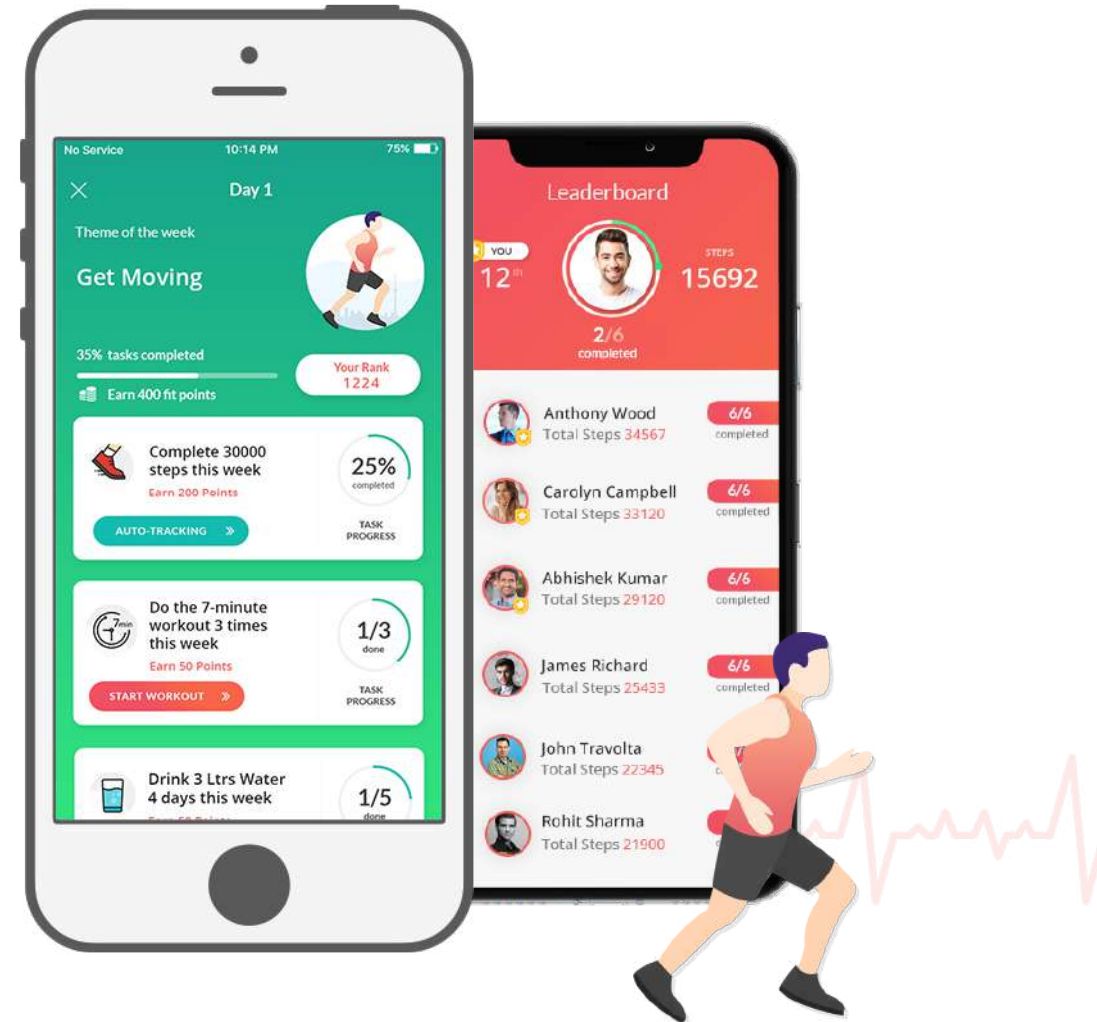 No Service 10:14 PM 75%
Day 1
Theme of the week
Get Moving
35% tasks completed
Earn 400 fit points
Your Rank
1224
Complete 30000
steps this week
Earn 200 Points
AUTO-TRACKING
25%
completed
TASK
PROGRESS
7min
Do the 7-minute
workout 3 times
this week
Earn 50 Points
START WORKOUT
1/3
done
TASK
PROGRESS
Drink 3 Ltrs Water
4 days this week
1/5
done
Leaderboard
YOU
12th
STEPS
15692
2/6
completed
Anthony Wood
Total Steps 34567
6/6
completed
Carolyn Campbell
Total Steps 33120
6/6
completed
Abhishek Kumar
Total Steps 29120
6/6
completed
James Richard
Total Steps 25433
6/6
completed
John Travolta
Total Steps 22345
Rohit Sharma
Total Steps 21900